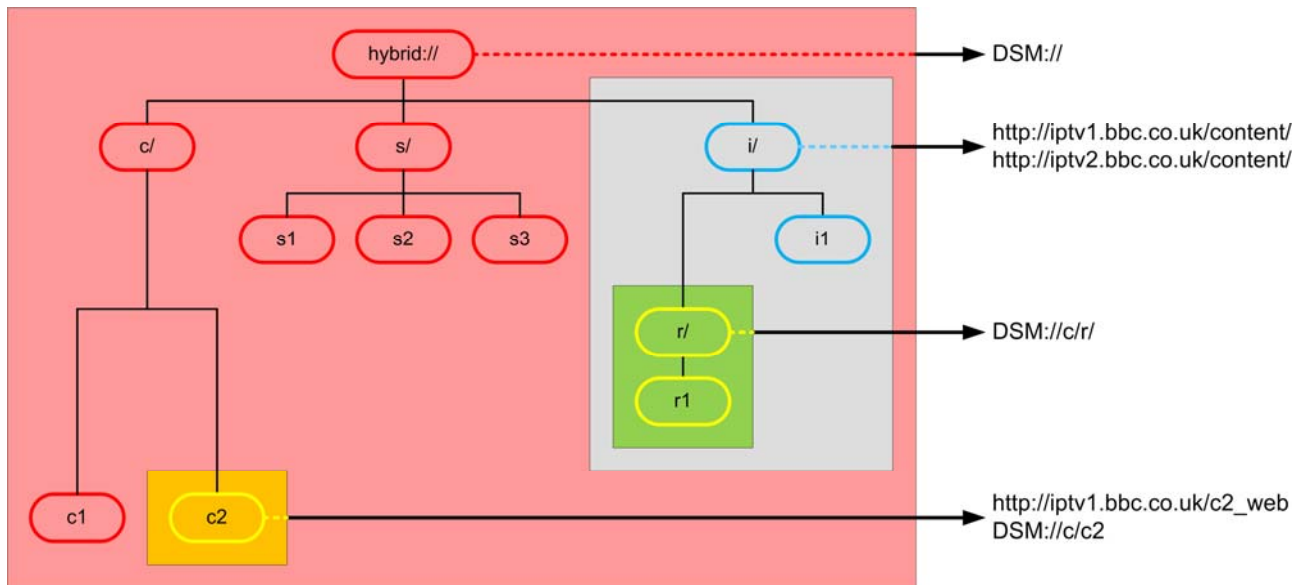 hybrid://
DSM://
c/
s/
i/
http://iptv1.bbc.co.uk/content/
http://iptv2.bbc.co.uk/content/
s1
s2
s3
i1
r/
DSM://c/r/
r1
c1
c2
http://iptv1.bbc.co.uk/c2_web
DSM://c/c2